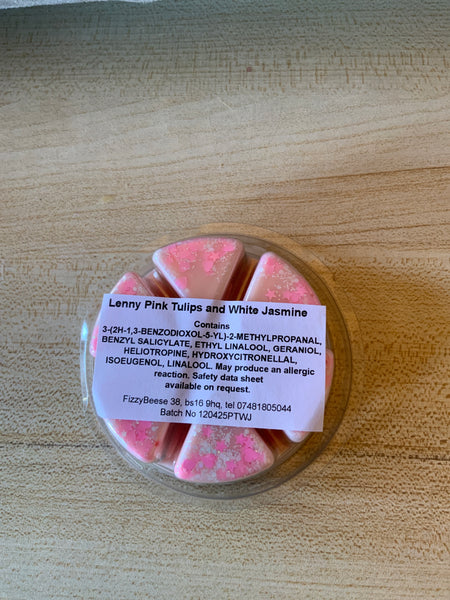 Lenny Pink Tulips and White Jasmine
Contains
3-(2H-1,3-BENZODIOXOL-5-YL)-2-METHYLPROPANAL,
BENZYL SALICYLATE, ETHYL LINALOOL, GERANIOL,
HELIOTROPINE, HYDROXYCITRONELLAL,
ISOEUGENOL, LINALOOL. May produce an allergic
reaction. Safety data sheet
available on request.
FizzyBeese 38, bs16 9hq, tel 07481805044
Batch No 120425PTWJ